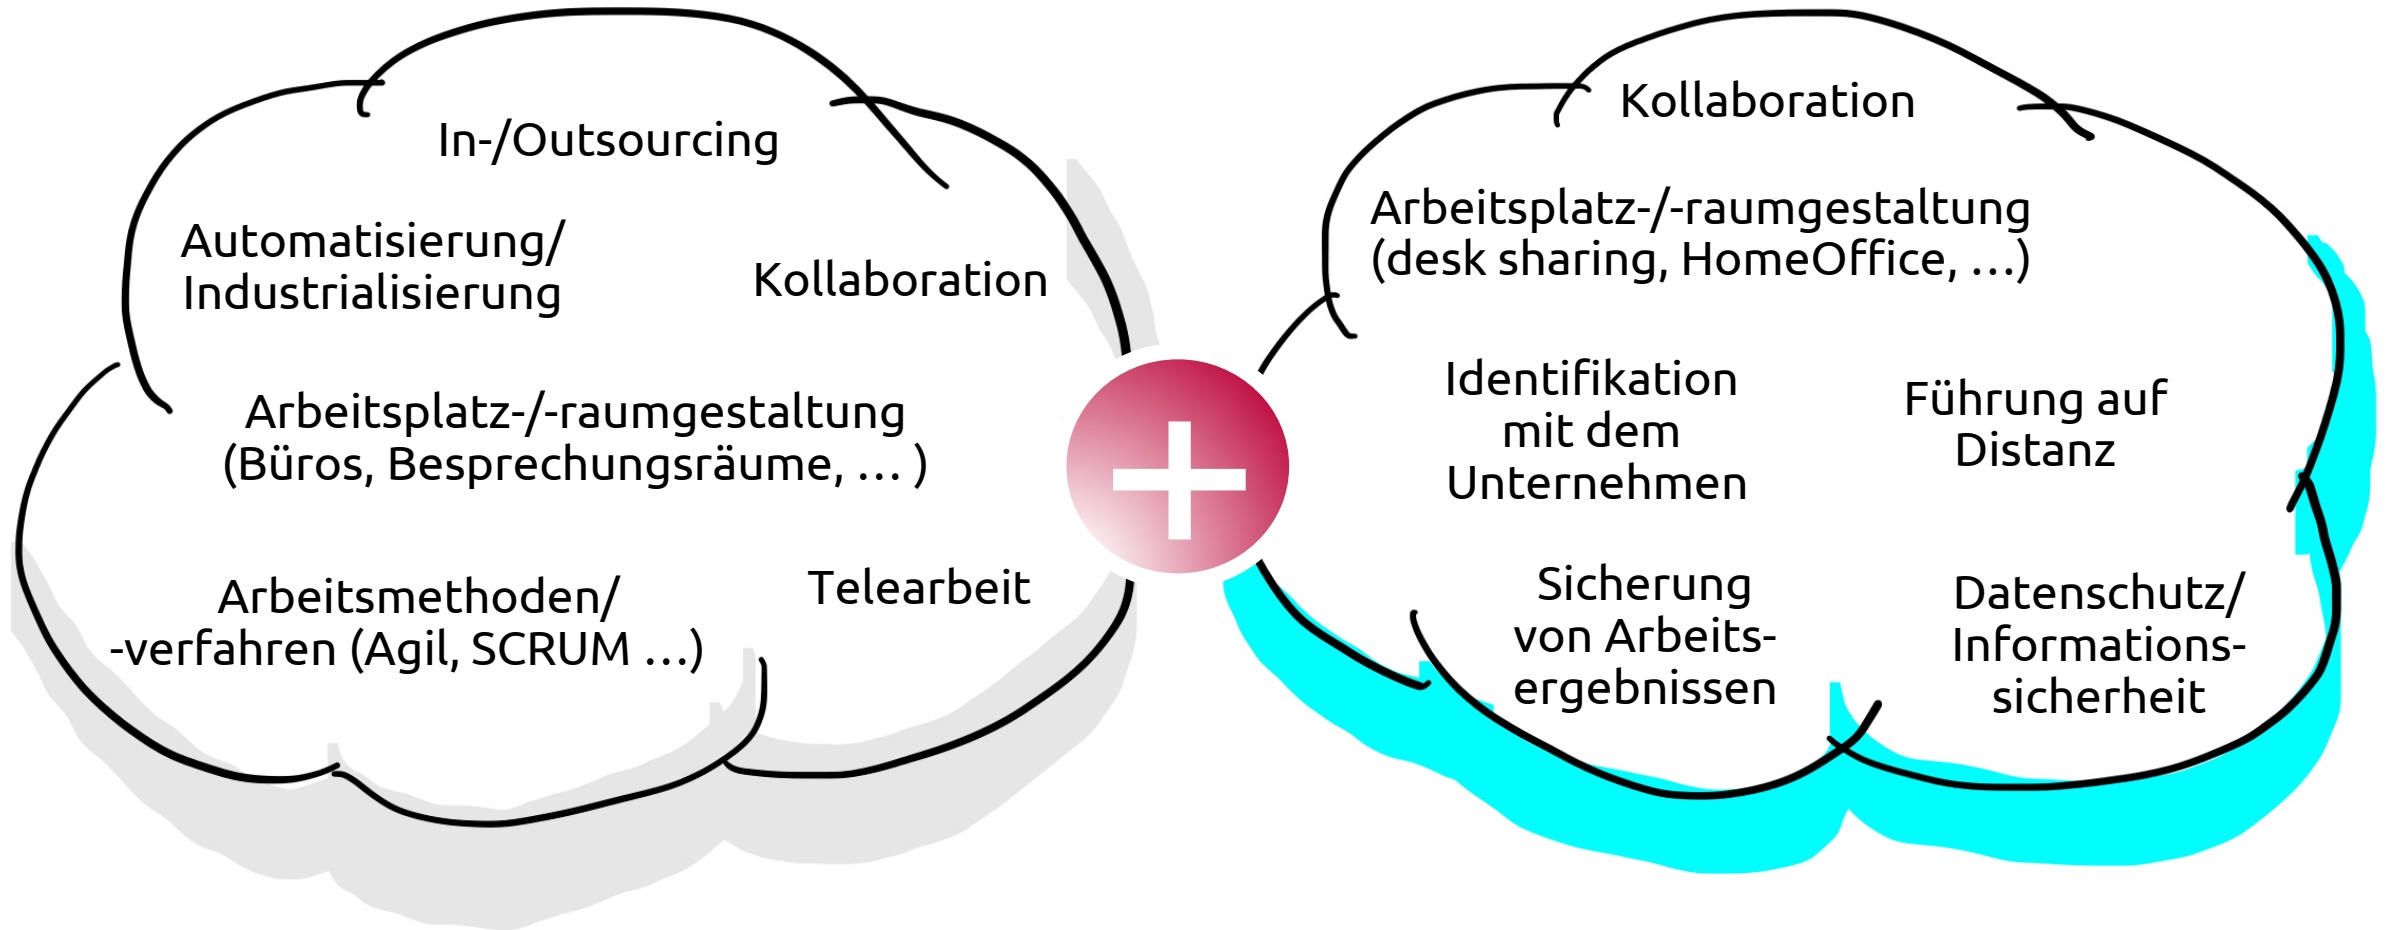 In-/Outsourcing
Automatisierung/
Industrialisierung
Kollaboration
Arbeitsplatz-/-raumgestaltung
(Büros, Besprechungsräume, … )
Arbeitsmethoden/
-verfahren (Agil, SCRUM …)
Telearbeit
+
Kollaboration
Arbeitsplatz-/-raumgestaltung
(desk sharing, HomeOffice, …)
Identifikation
mit dem
Unternehmen
Führung auf
Distanz
Sicherung
von Arbeits-
ergebnissen
Datenschutz/
Informations-
sicherheit